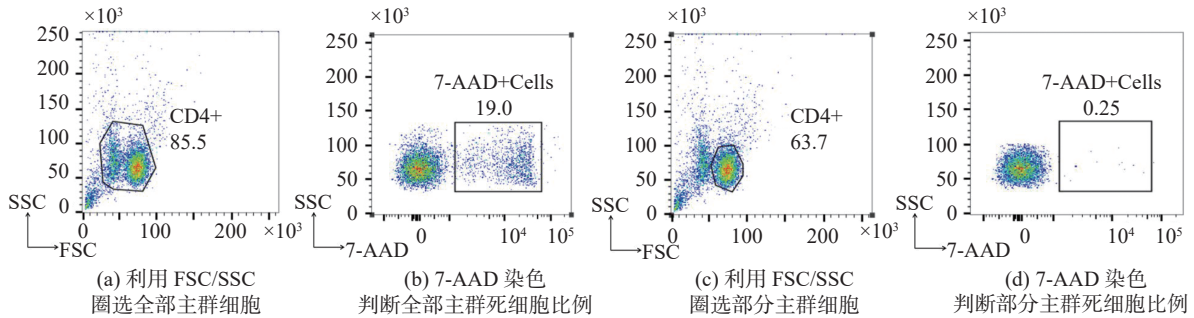 ×10³
250
200
150
100
50
0
CD4+
85.5
SSC
FSC
0
100
200
×10³
(a) 利用 FSC/SSC
圈选全部主群细胞
×10³
250
200
150
100
50
0
7-AAD+Cells
19.0
SSC
7-AAD
0
10⁴
10⁵
(b) 7-AAD 染色
判断全部主群死细胞比例
×10³
250
200
150
100
50
0
CD4+
63.7
SSC
FSC
0
100
200
×10³
(c) 利用 FSC/SSC
圈选部分主群细胞
×10³
250
200
150
100
50
0
7-AAD+Cells
0.25
SSC
7-AAD
0
10⁴
10⁵
(d) 7-AAD 染色
判断部分主群死细胞比例